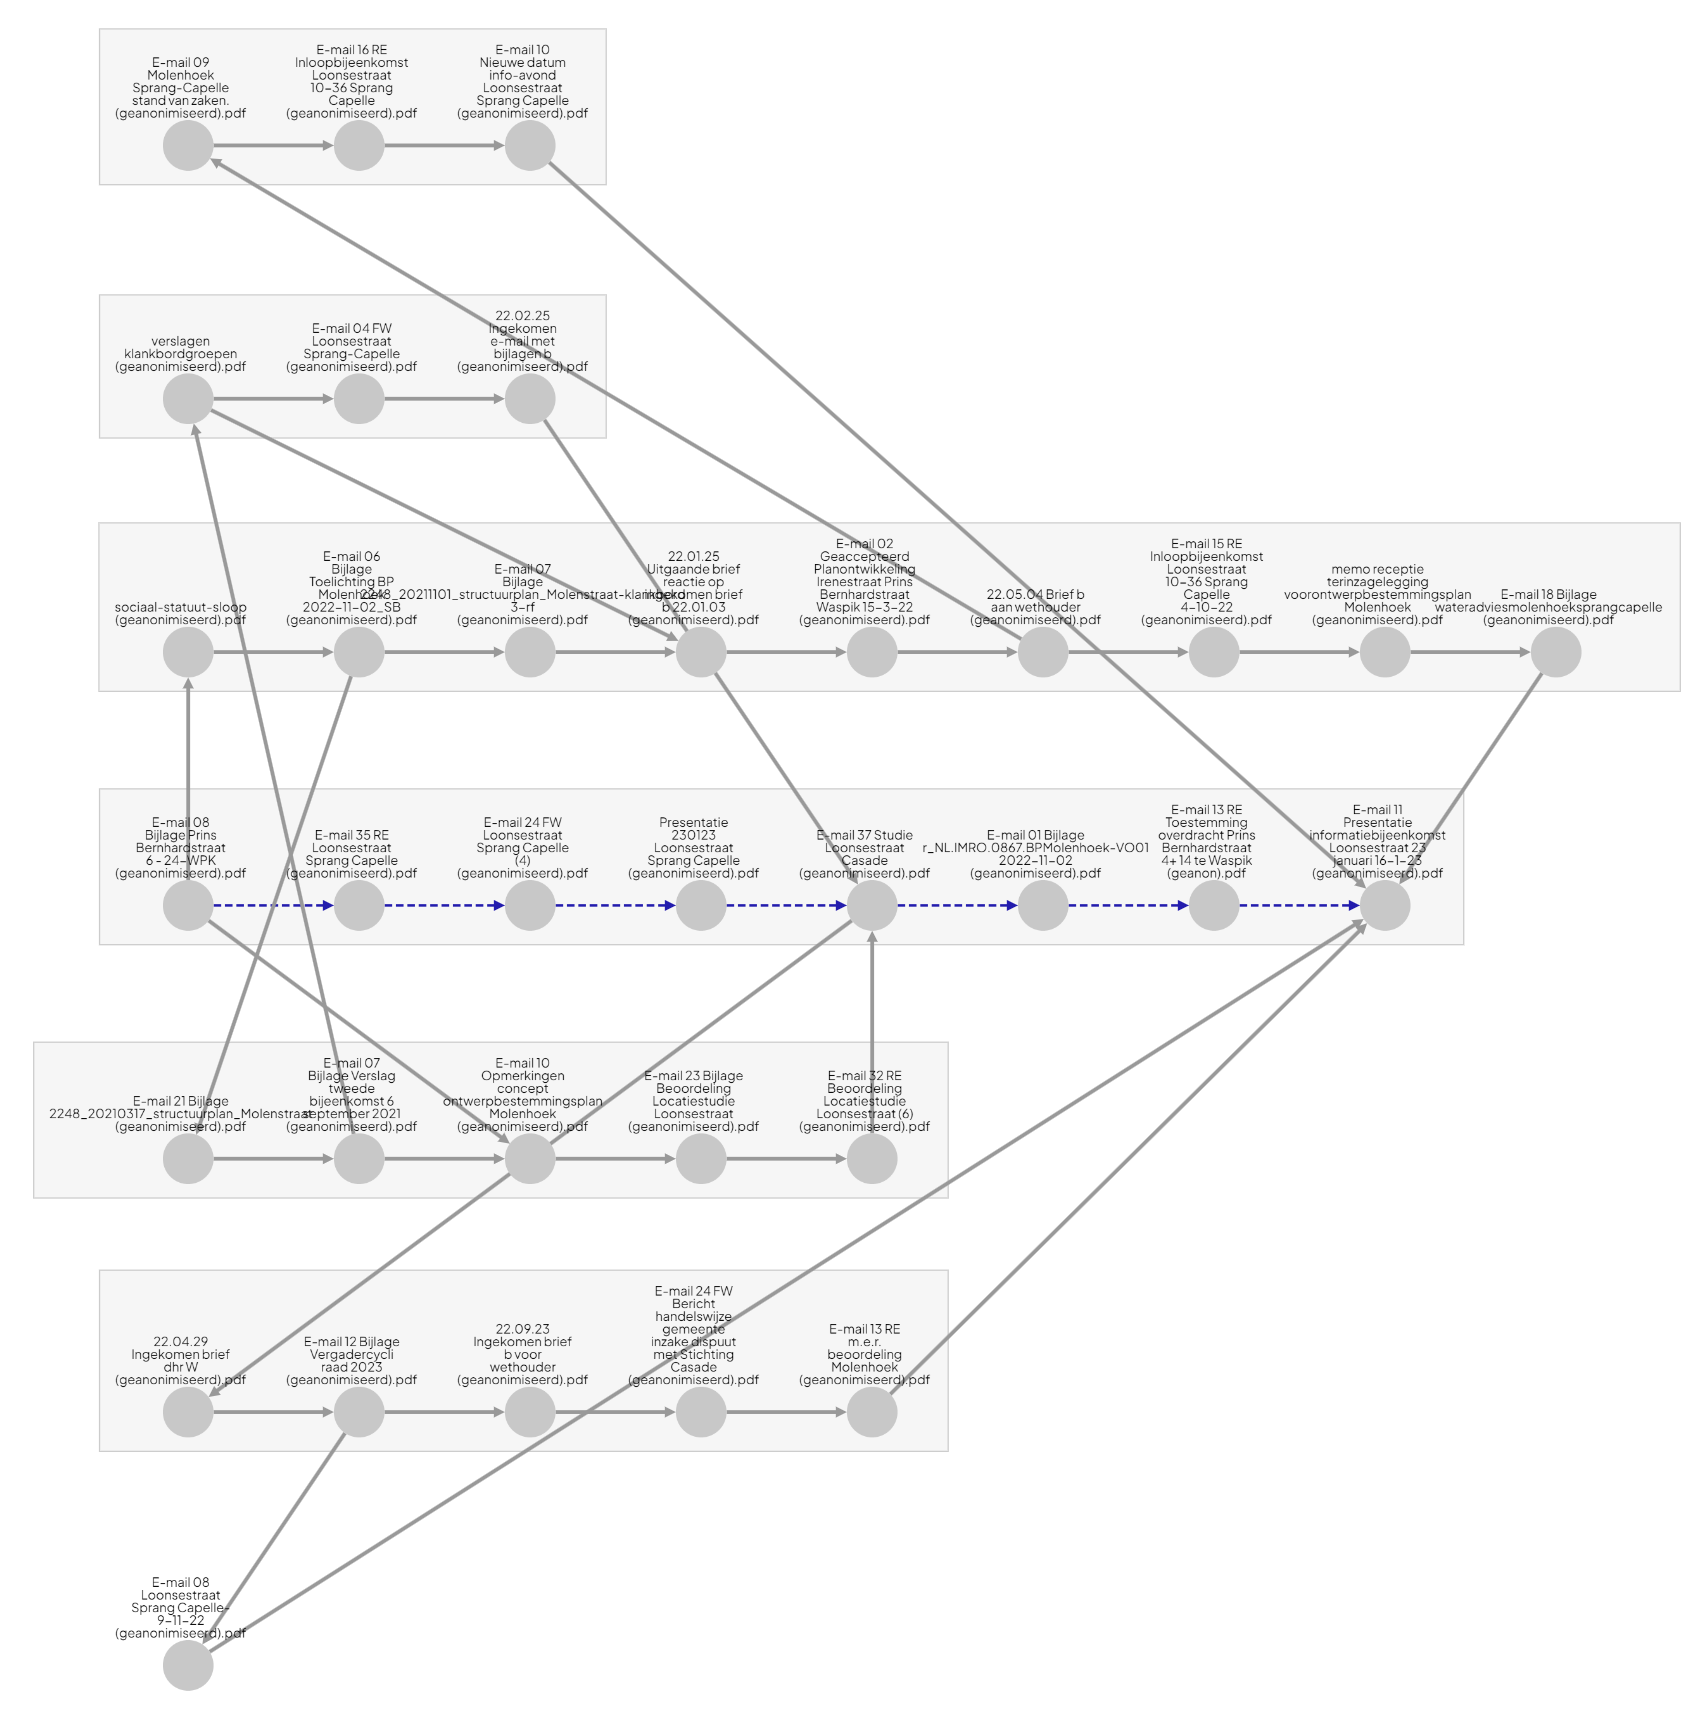 E-mail 09
Molenhoek
Sprang-Capelle
stand van zaken.
(geanonimiseerd).pdf
E-mail 16 RE
Inloopbijeenkomst
Loonsestraat
10-36 Sprang
Capelle
(geanonimiseerd).pdf
E-mail 10
Nieuwe datum
info-avond
Loonsestraat
Sprang Capelle
(geanonimiseerd).pdf
verslagen
klankbordgroepen
(geanonimiseerd).pdf
E-mail 04 FW
Loonsestraat
Sprang-Capelle
(geanonimiseerd).pdf
22.02.25
Ingekomen
e-mail met
bijlagen b
(geanonimiseerd).pdf
sociaal-statuut-sloop
(geanonimiseerd).pdf
E-mail 06
Bijlage
Toelichting BP
Molenhoek
2022-11-02_SB
(geanonimiseerd).pdf
E-mail 07
Bijlage
2248_20211101_structuurplan_Molenstraat-klankbord
3-rf
(geanonimiseerd).pdf
22.01.25
Uitgaande brief
reactie op
ingekomen brief
b 22.01.03
(geanonimiseerd).pdf
E-mail 02
Geaccepteerd
Planontwikkeling
Irenestraat Prins
Bernhardstraat
Waspik 15-3-22
(geanonimiseerd).pdf
22.05.04 Brief b
aan wethouder
(geanonimiseerd).pdf
E-mail 15 RE
Inloopbijeenkomst
Loonsestraat
10-36 Sprang
Capelle
4-10-22
(geanonimiseerd).pdf
memo receptie
terinzagelegging
voorontwerpbestemmingsplan
Molenhoek
(geanonimiseerd).pdf
E-mail 18 Bijlage
wateradviesmolenhoeksprangcapelle
(geanonimiseerd).pdf
E-mail 08
Bijlage Prins
Bernhardstraat
6 - 24-WPK
(geanonimiseerd).pdf
E-mail 35 RE
Loonsestraat
Sprang Capelle
(geanonimiseerd).pdf
E-mail 24 FW
Loonsestraat
Sprang Capelle
(4)
(geanonimiseerd).pdf
Presentatie
230123
Loonsestraat
Sprang Capelle
(geanonimiseerd).pdf
E-mail 37 Studie
Loonsestraat
Casade
(geanonimiseerd).pdf
E-mail 01 Bijlage
r_NL.IMRO.0867.BPMolenhoek-VO01
2022-11-02
(geanonimiseerd).pdf
E-mail 13 RE
Toestemming
overdracht Prins
Bernhardstraat
4+ 14 te Waspik
(geanon).pdf
E-mail 11
Presentatie
informatiebijeenkomst
Loonsestraat 23
januari 16-1-23
(geanonimiseerd).pdf
E-mail 21 Bijlage
2248_20210317_structuurplan_Molenstraat
(geanonimiseerd).pdf
E-mail 07
Bijlage Verslag
tweede
bijeenkomst 6
september 2021
(geanonimiseerd).pdf
E-mail 10
Opmerkingen
concept
ontwerpbestemmingsplan
Molenhoek
(geanonimiseerd).pdf
E-mail 23 Bijlage
Beoordeling
Locatiestudie
Loonsestraat
(geanonimiseerd).pdf
E-mail 32 RE
Beoordeling
Locatiestudie
Loonsestraat (6)
(geanonimiseerd).pdf
22.04.29
Ingekomen brief
dhr W
(geanonimiseerd).pdf
E-mail 12 Bijlage
Vergadercycli
raad 2023
(geanonimiseerd).pdf
22.09.23
Ingekomen brief
b voor
wethouder
(geanonimiseerd).pdf
E-mail 24 FW
Bericht
handelswijze
gemeente
inzake dispuut
met Stichting
Casade
(geanonimiseerd).pdf
E-mail 13 RE
m.e.r.
beoordeling
Molenhoek
(geanonimiseerd).pdf
E-mail 08
Loonsestraat
Sprang Capelle-
9-11-22
(geanonimiseerd).pdf